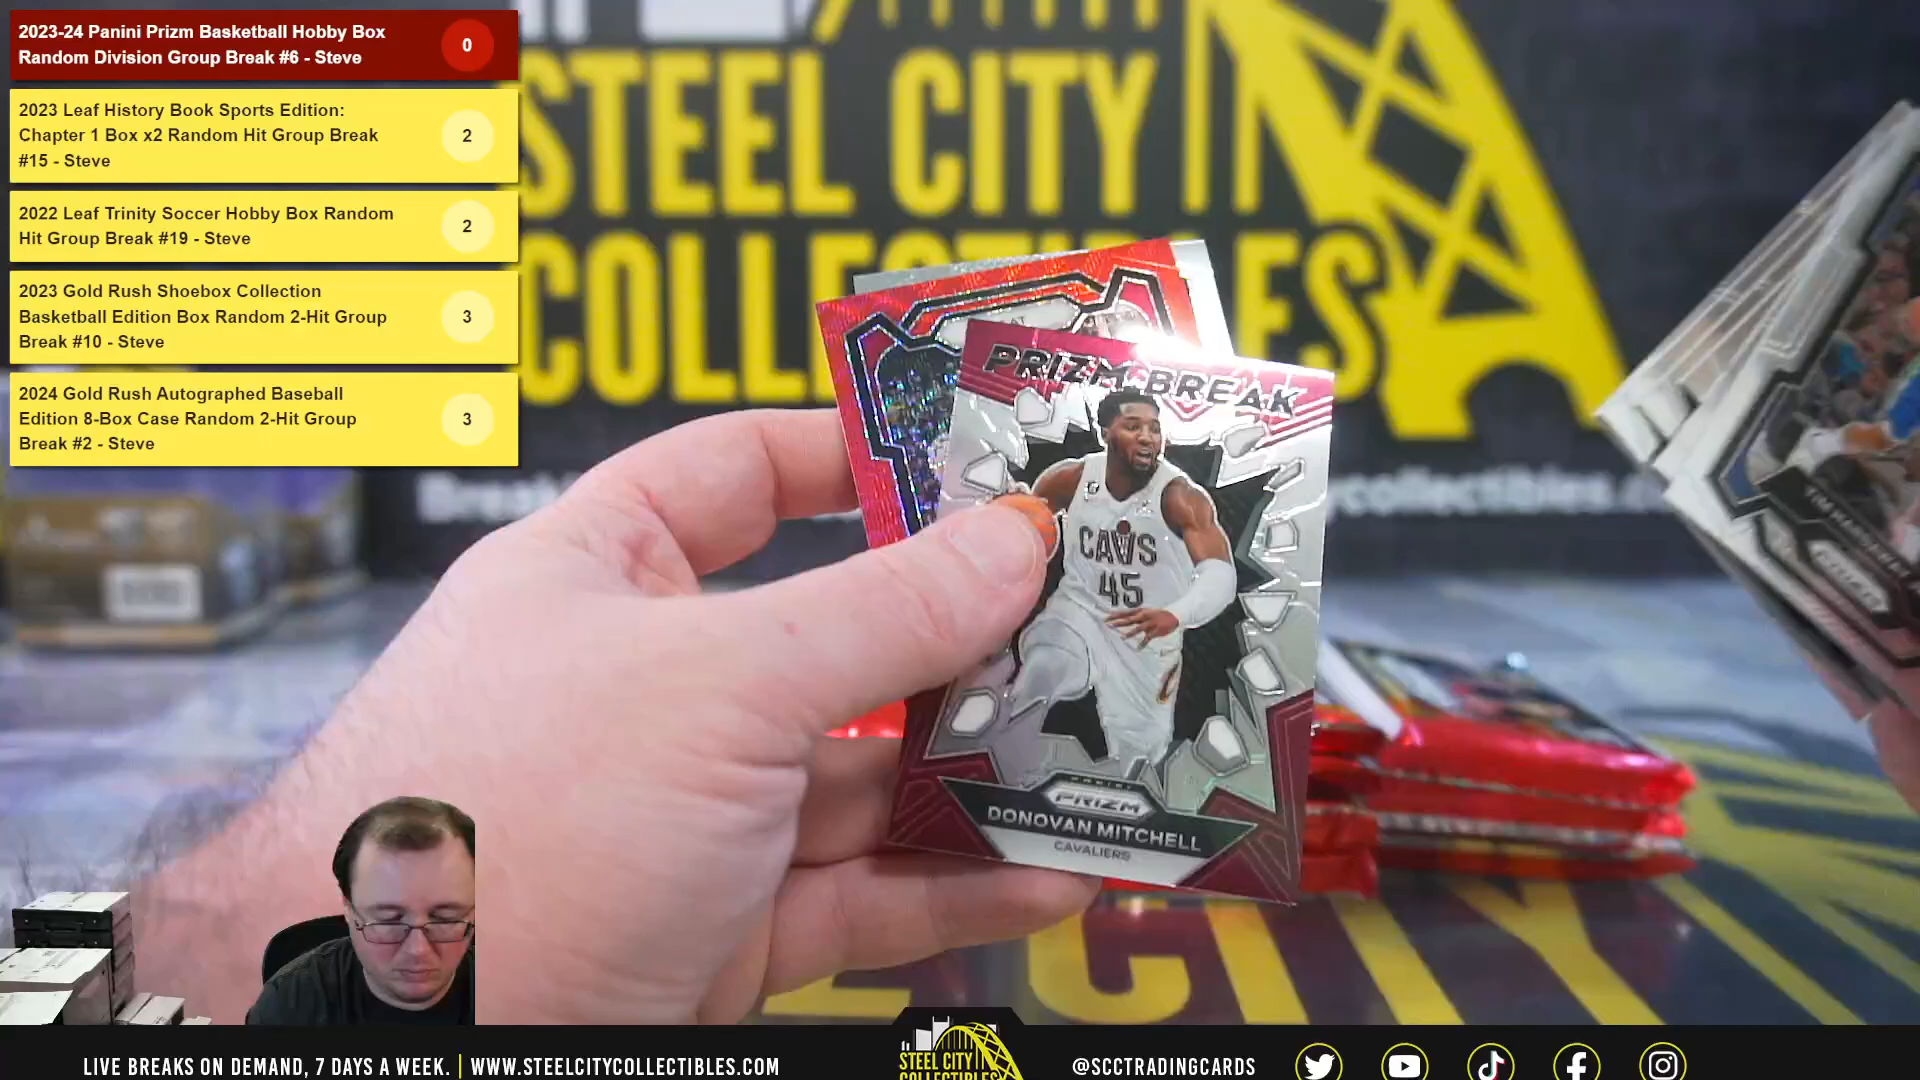 2023-24 Panini Prizm Basketball Hobby Box
Random Division Group Break #6 - Steve
0
2023 Leaf History Book Sports Edition:
Chapter 1 Box x2 Random Hit Group Break
#15 - Steve
2
2022 Leaf Trinity Soccer Hobby Box Random
Hit Group Break #19 - Steve
2
2023 Gold Rush Shoebox Collection
Basketball Edition Box Random 2-Hit Group
Break #10 - Steve
3
2024 Gold Rush Autographed Baseball
Edition 8-Box Case Random 2-Hit Group
Break #2 - Steve
3
STEEL CITY
COLLECTIBLES
PRIZM BREAK
CAVS
45
PANINI
PRIZM
DONOVAN MITCHELL
CAVALIERS
PRIZM
LIVE BREAKS ON DEMAND, 7 DAYS A WEEK. | WWW.STEELCITYCOLLECTIBLES.COM
STEEL CITY
COLLECTIBLES
@SCCTRADINGCARDS